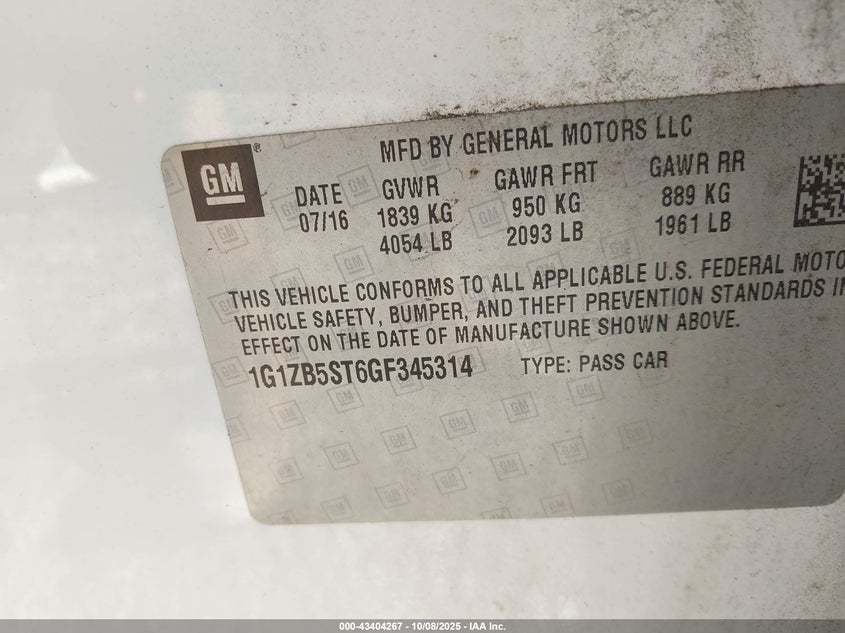 GM
®
MFD BY GENERAL MOTORS LLC
DATE GVWR GAWR FRT GAWR RR
07/16 1839 KG 950 KG 889 KG
4054 LB 2093 LB 1961 LB
THIS VEHICLE CONFORMS TO ALL APPLICABLE U.S. FEDERAL MOTO
VEHICLE SAFETY, BUMPER, AND THEFT PREVENTION STANDARDS IN
EFFECT ON THE DATE OF MANUFACTURE SHOWN ABOVE.
1G1ZB5ST6GF345314 TYPE: PASS CAR
000-43404267 - 10/08/2025 - IAA Inc.